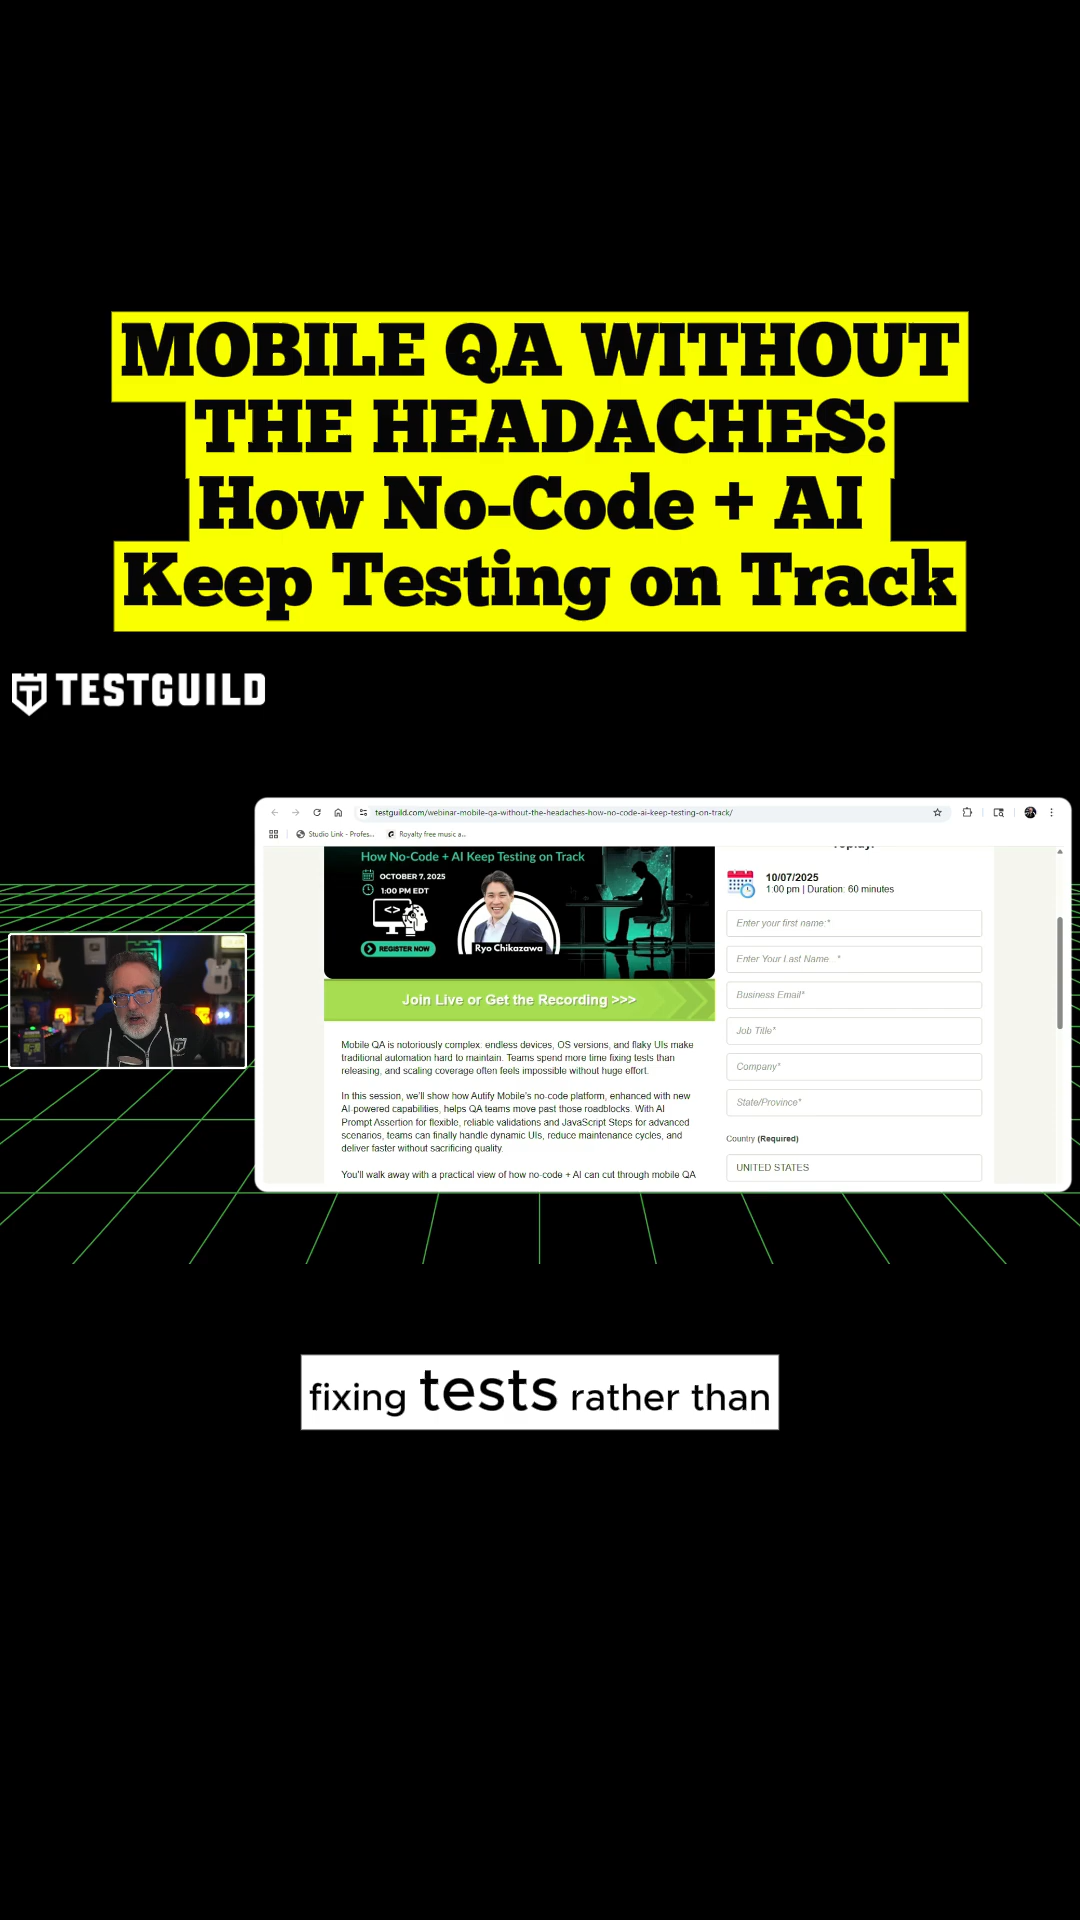 MOBILE QA WITHOUT
THE HEADACHES:
How No-Code + AI
Keep Testing on Track
TESTGUILD
testguild.com/webinar-mobile-qa-without-the-headaches-how-no-code-ai-keep-testing-on-track/
Studio Link - Profes...
Royalty free music a...
How No-Code + AI Keep Testing on Track
OCTOBER 7, 2025
1:00 PM EDT
REGISTER NOW
Ryo Chikazawa
Join Live or Get the Recording >>>
Mobile QA is notoriously complex: endless devices, OS versions, and flaky UIs make
traditional automation hard to maintain. Teams spend more time fixing tests than
releasing, and scaling coverage often feels impossible without huge effort.
In this session, we'll show how Autify Mobile's no-code platform, enhanced with new
AI-powered capabilities, helps QA teams move past those roadblocks. With AI
Prompt Assertion for flexible, reliable validations and JavaScript Steps for advanced
scenarios, teams can finally handle dynamic UIs, reduce maintenance cycles, and
deliver faster without sacrificing quality.
You'll walk away with a practical view of how no-code + AI can cut through mobile QA
10/07/2025
1:00 pm | Duration: 60 minutes
Enter your first name:*
Enter Your Last Name *
Business Email*
Job Title*
Company*
State/Province*
Country (Required)
UNITED STATES
fixing tests rather than